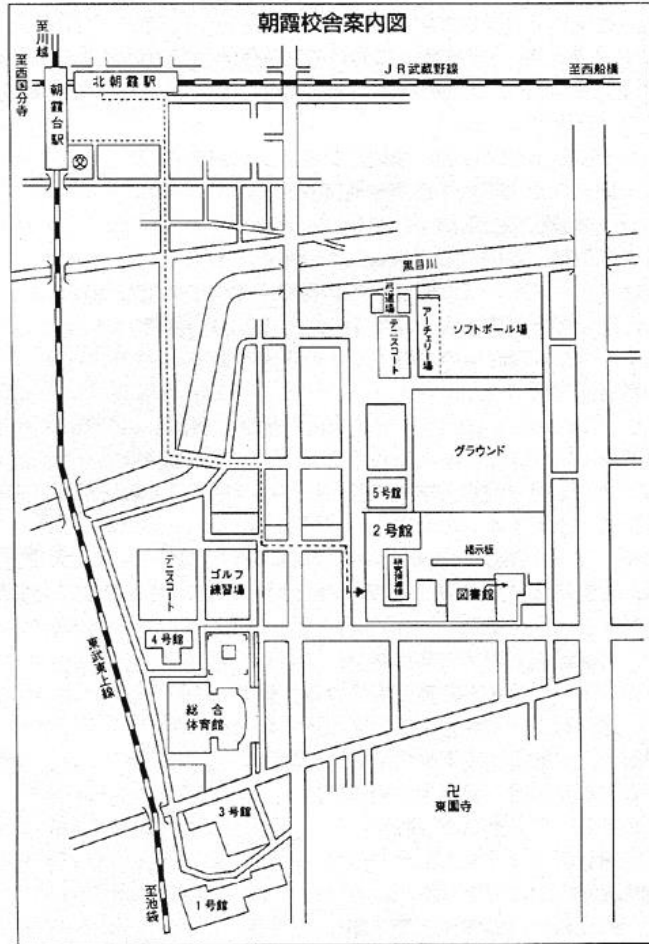 朝霞校舎案内図
至川越
至西国分寺
北朝霞駅
JR武蔵野線
至西船橋
朝霞台駅
黒目川
弓道場
テニスコート
アーチェリー場
ソフトボール場
グラウンド
5号館
2号館
掲示板
図書館
テニスコート
ゴルフ
練習場
4号館
東武東上線
総合
体育館
卍
東圓寺
3号館
1号館
至池袋